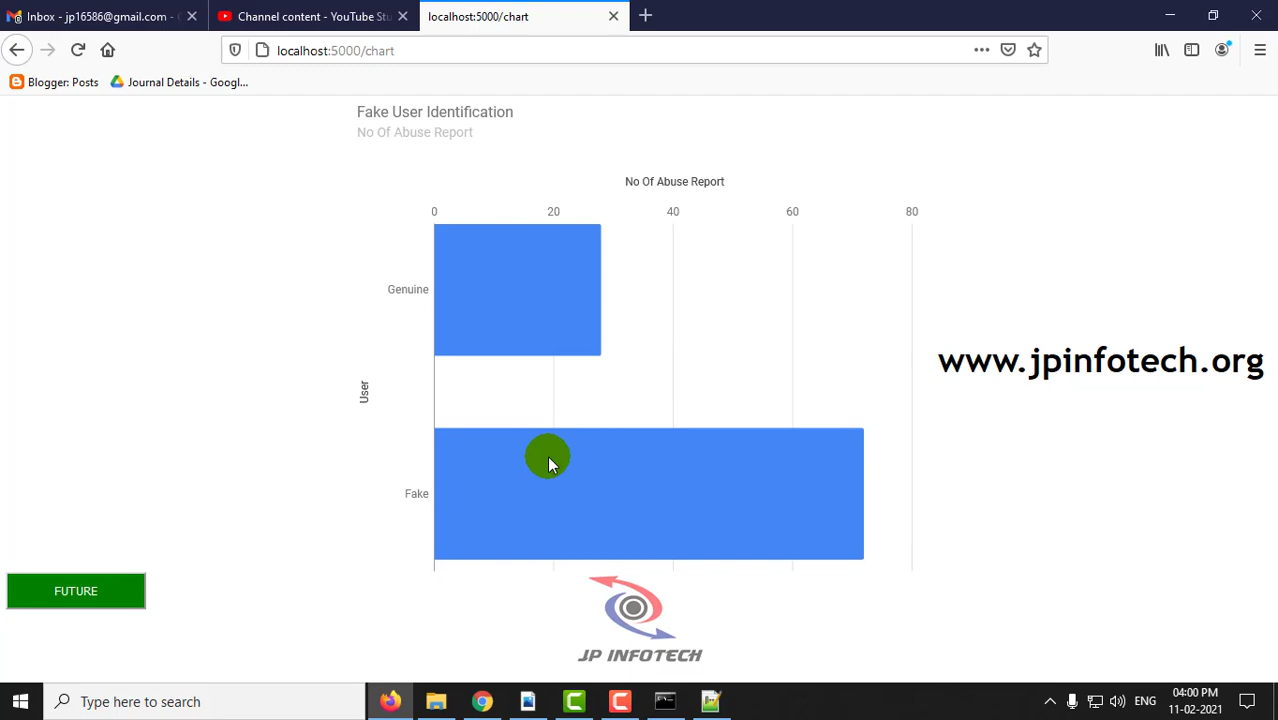 Inbox - jp16586@gmail.com -
Channel content - YouTube Stu
localhost:5000/chart
localhost:5000/chart
Blogger: Posts
Journal Details - Googl...
Fake User Identification
No Of Abuse Report
No Of Abuse Report
0 20 40 60 80
Genuine
www.jpinfotech.org
User
Fake
FUTURE
JP INFOTECH
Type here to search
ENG
04:00 PM
11-02-2021